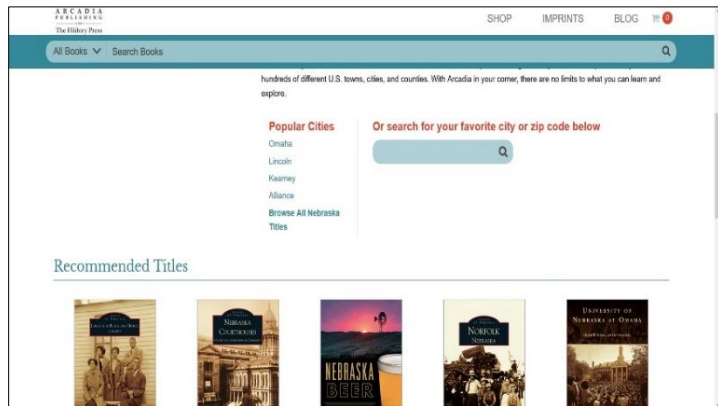 ARCADIA
PUBLISHING
The History Press
SHOP IMPRINTS BLOG 0
All Books Search Books
hundreds of different U.S. towns, cities, and counties. With Arcadia in your corner, there are no limits to what you can learn and
explore.
Popular Cities
Omaha
Lincoln
Kearney
Alliance
Browse All Nebraska
Titles
Or search for your favorite city or zip code below
Recommended Titles
NEBRASKA
COURTHOUSES
NEBRASKA
BEER
NORFOLK
NEBRASKA
UNIVERSITY OF
NEBRASKA AT OMAHA